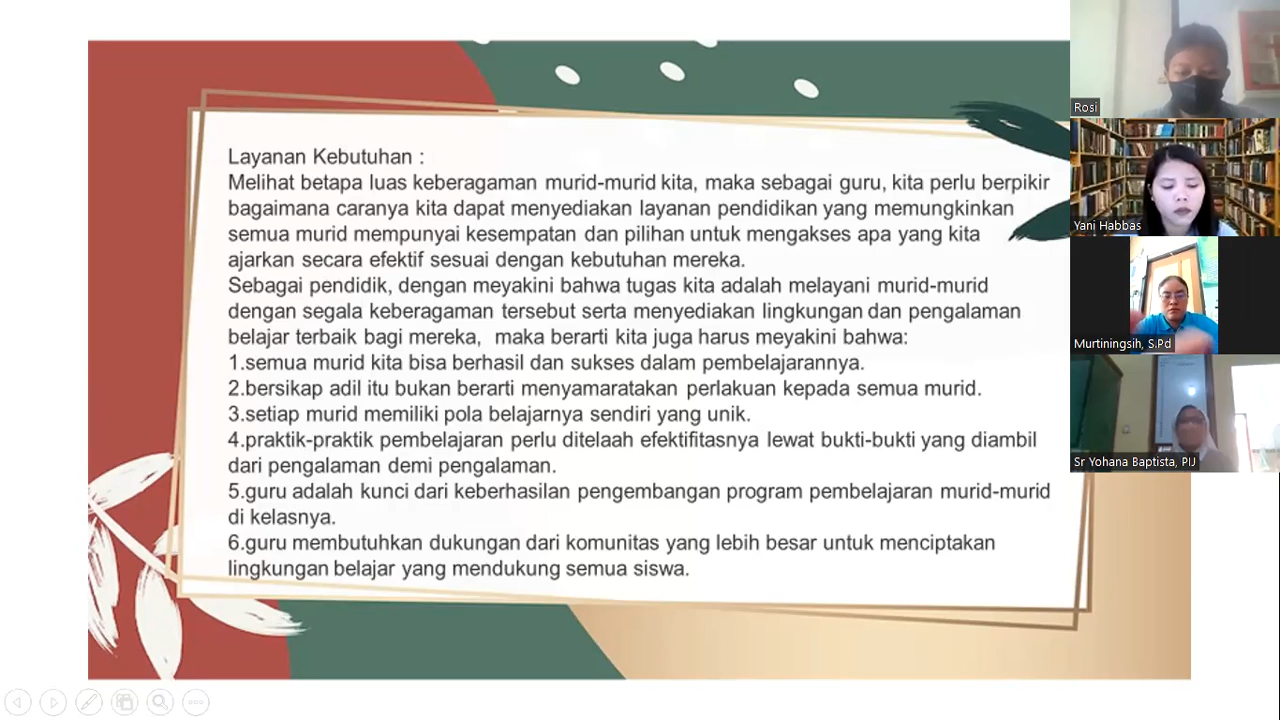 Layanan Kebutuhan :
Melihat betapa luas keberagaman murid-murid kita, maka sebagai guru, kita perlu berpikir
bagaimana caranya kita dapat menyediakan layanan pendidikan yang memungkinkan
semua murid mempunyai kesempatan dan pilihan untuk mengakses apa yang kita
ajarkan secara efektif sesuai dengan kebutuhan mereka.
Sebagai pendidik, dengan meyakini bahwa tugas kita adalah melayani murid-murid
dengan segala keberagaman tersebut serta menyediakan lingkungan dan pengalaman
belajar terbaik bagi mereka, maka berarti kita juga harus meyakini bahwa:
1.semua murid kita bisa berhasil dan sukses dalam pembelajarannya.
2.bersikap adil itu bukan berarti menyamaratakan perlakuan kepada semua murid.
3.setiap murid memiliki pola belajarnya sendiri yang unik.
4.praktik-praktik pembelajaran perlu ditelaah efektifitasnya lewat bukti-bukti yang diambil
dari pengalaman demi pengalaman.
5.guru adalah kunci dari keberhasilan pengembangan program pembelajaran murid-murid
di kelasnya.
6.guru membutuhkan dukungan dari komunitas yang lebih besar untuk menciptakan
lingkungan belajar yang mendukung semua siswa.
Rosi
Yani Habbas
Murtiningsih, S.Pd
Sr Yohana Baptista, PIJ